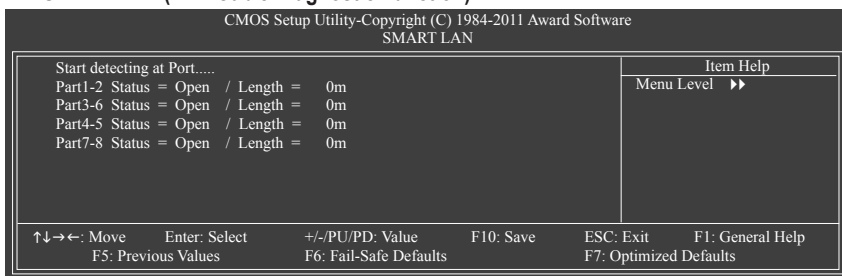 CMOS Setup Utility-Copyright (C) 1984-2011 Award Software
SMART LAN
Start detecting at Port.....
Part1-2 Status = Open / Length = 0m
Part3-6 Status = Open / Length = 0m
Part4-5 Status = Open / Length = 0m
Part7-8 Status = Open / Length = 0m
Item Help
Menu Level ▶▶
↑↓→←: Move Enter: Select +/-/PU/PD: Value F10: Save ESC: Exit F1: General Help
F5: Previous Values F6: Fail-Safe Defaults F7: Optimized Defaults